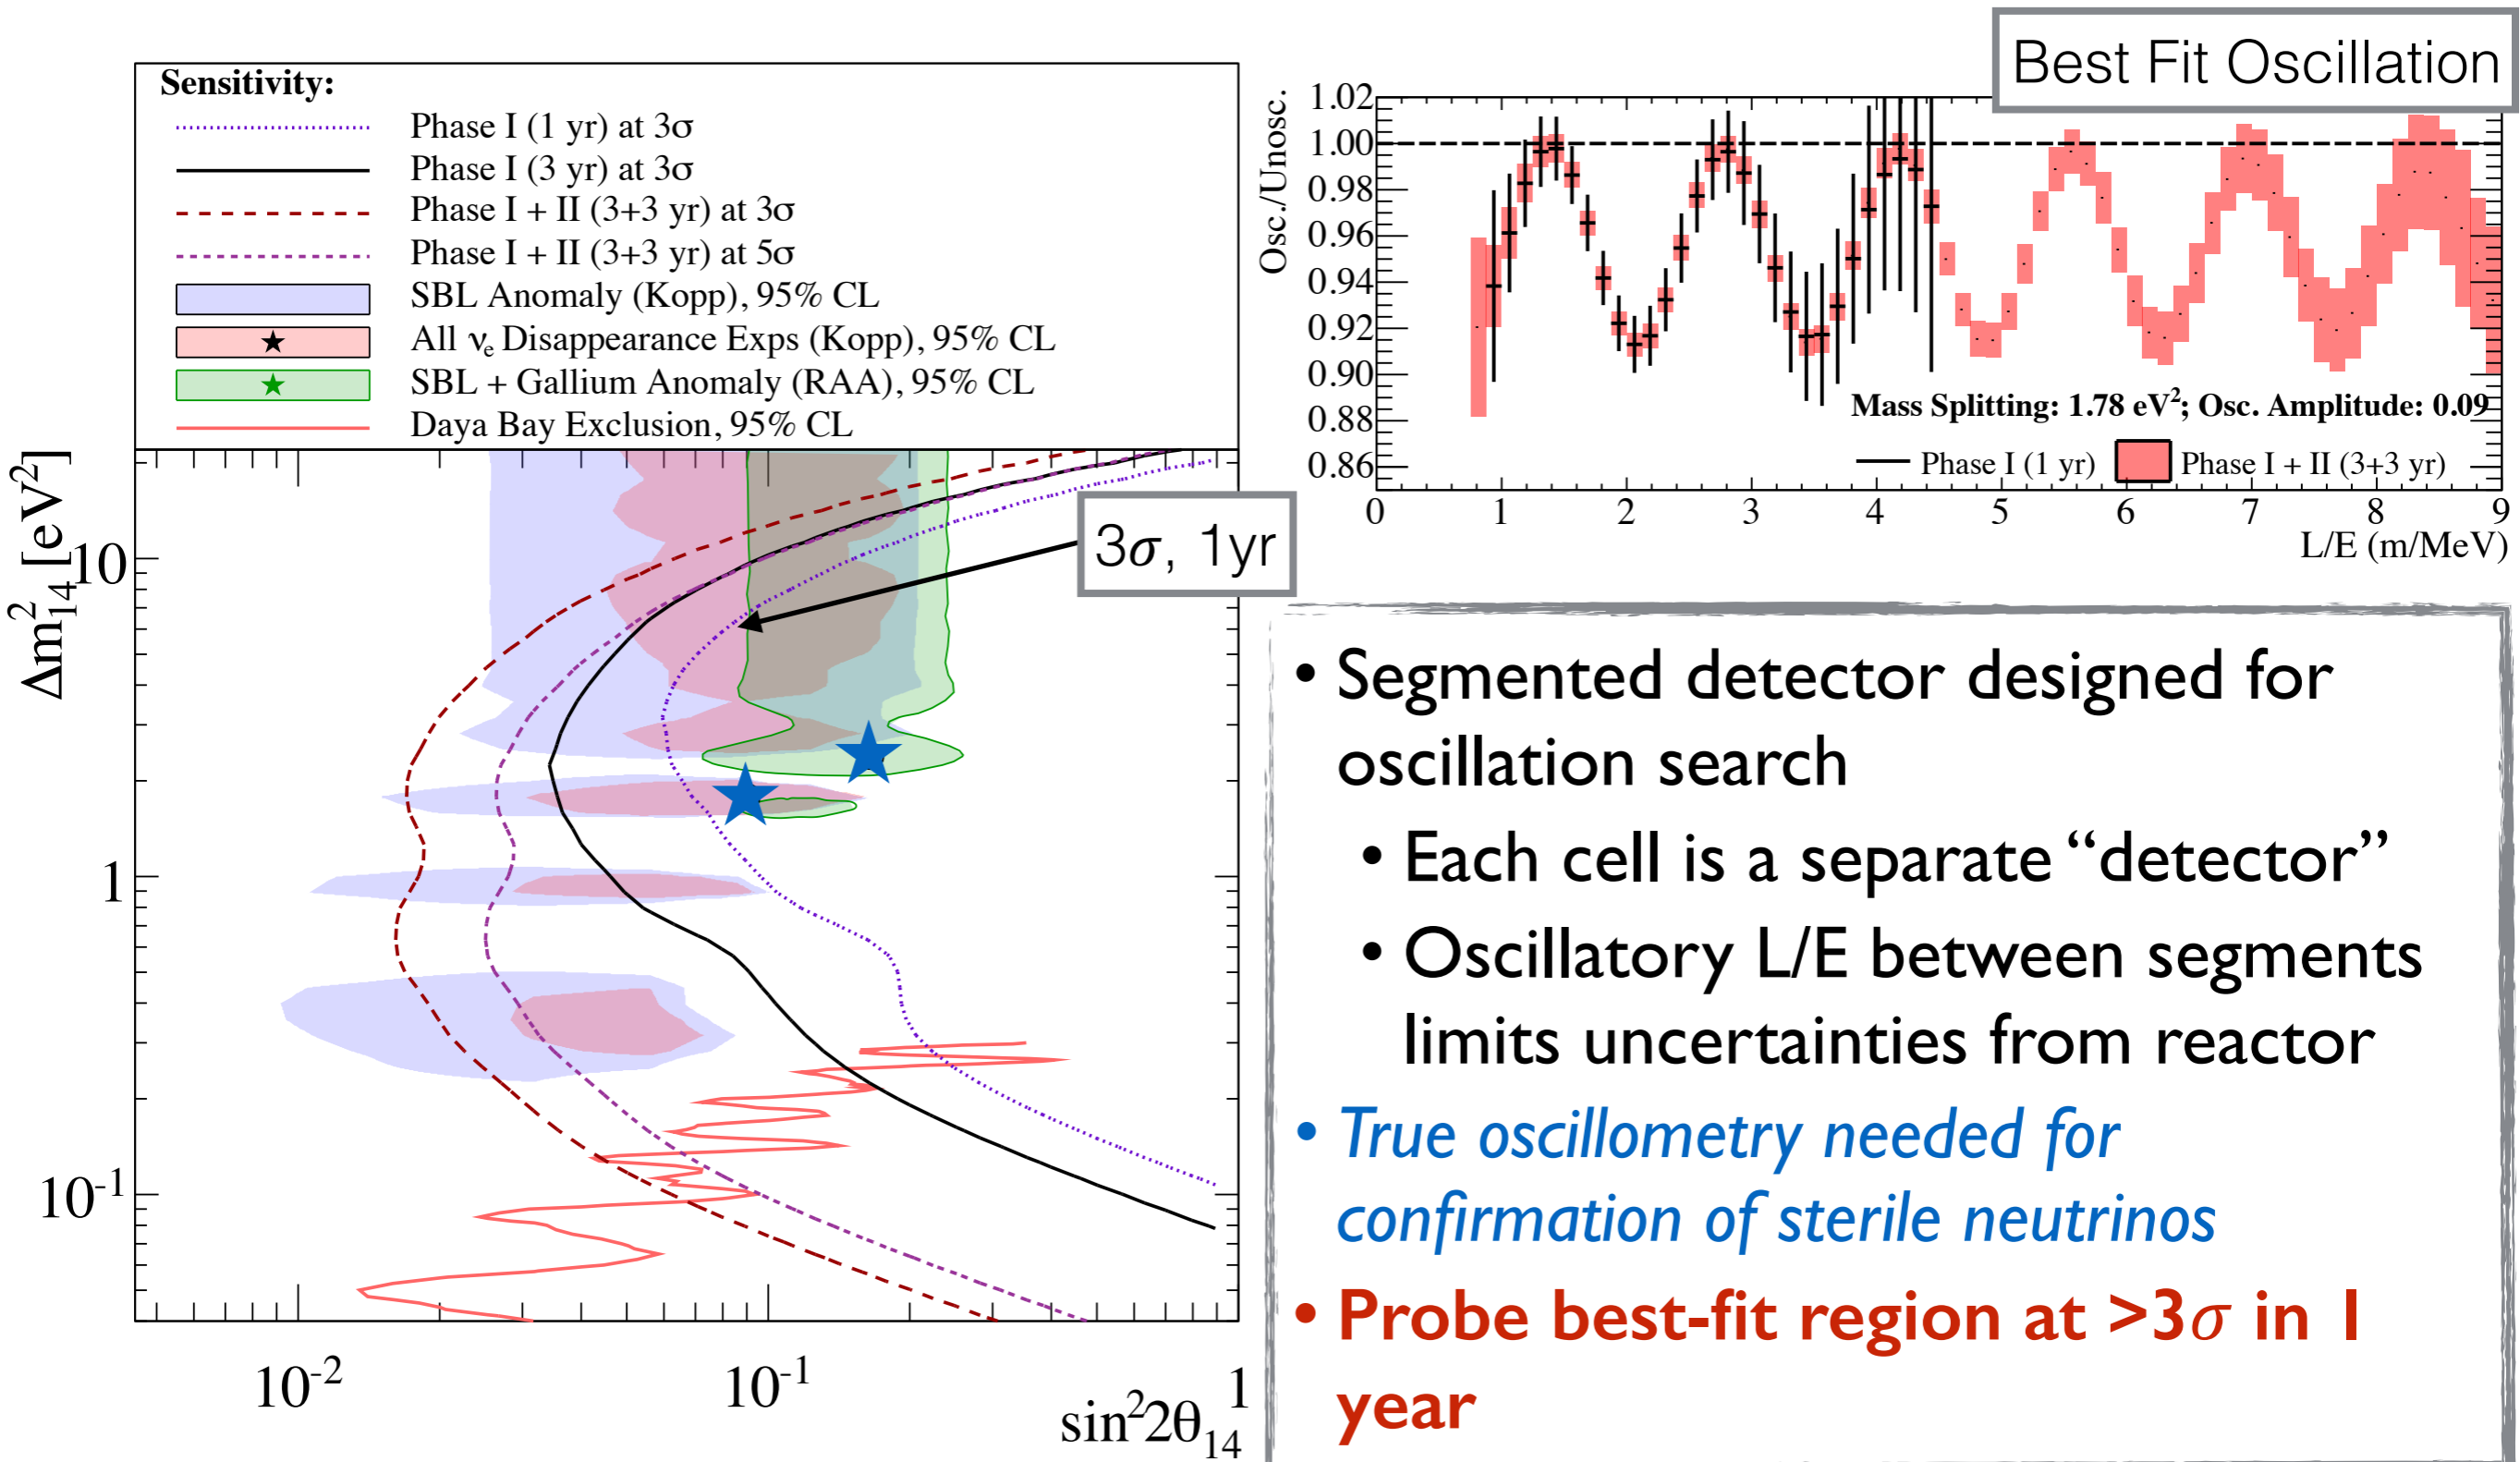 Sensitivity:
Phase I (1 yr) at 3σ
Phase I (3 yr) at 3σ
Phase I + II (3+3 yr) at 3σ
Phase I + II (3+3 yr) at 5σ
SBL Anomaly (Kopp), 95% CL
All νe Disappearance Exps (Kopp), 95% CL
SBL + Gallium Anomaly (RAA), 95% CL
Daya Bay Exclusion, 95% CL
Δm²₁₄ [eV²]
10
1
10⁻¹
10⁻² 10⁻¹ 1
sin²2θ₁₄
3σ, 1yr
Best Fit Oscillation
Osc./Unosc.
1.02
1.00
0.98
0.96
0.94
0.92
0.90
0.88
0.86
Mass Splitting: 1.78 eV²; Osc. Amplitude: 0.09
Phase I (1 yr) Phase I + II (3+3 yr)
0 1 2 3 4 5 6 7 8 9
L/E (m/MeV)
• Segmented detector designed for
oscillation search
• Each cell is a separate “detector”
• Oscillatory L/E between segments
limits uncertainties from reactor
• True oscillometry needed for
confirmation of sterile neutrinos
• Probe best-fit region at >3σ in 1
year